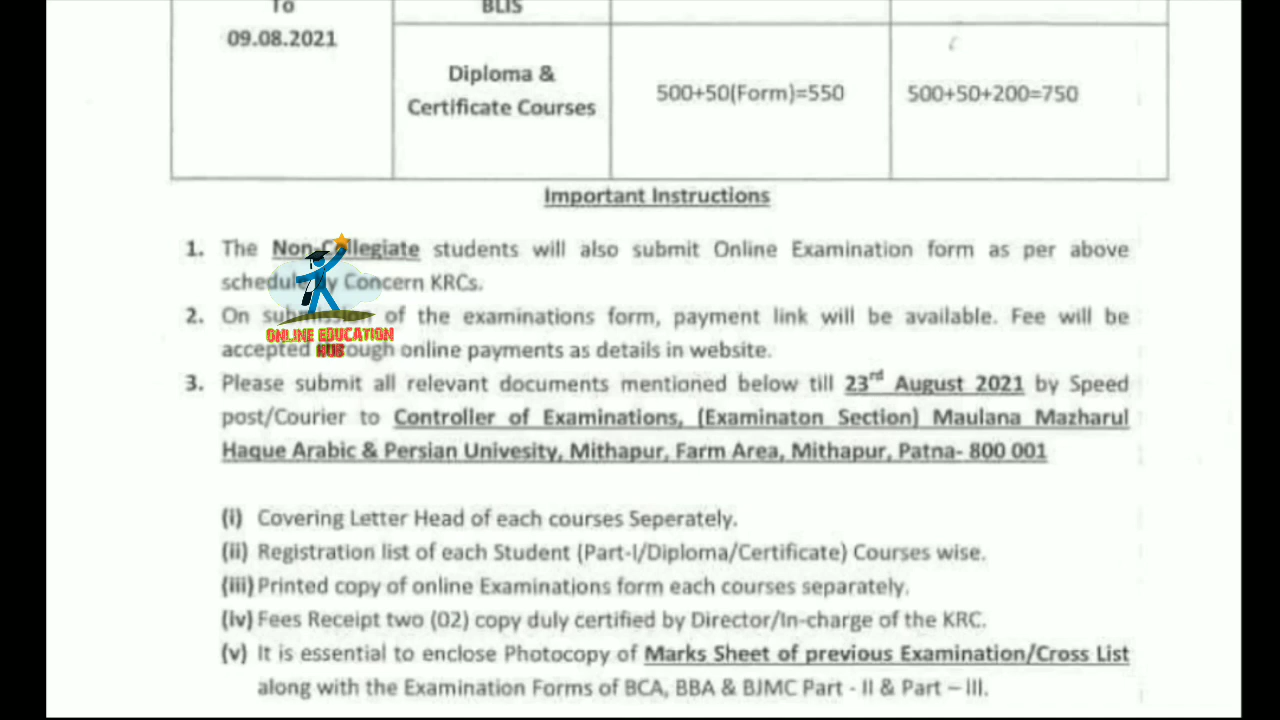 To
BLIS
09.08.2021
Diploma &
Certificate Courses
500+50(Form)=550
500+50+200=750
Important Instructions
1. The Non-Collegiate students will also submit Online Examination form as per above
schedule by Concern KRCs.
2. On submission of the examinations form, payment link will be available. Fee will be
accepted through online payments as details in website.
ONLINE EDUCATION
HUB
3. Please submit all relevant documents mentioned below till 23rd August 2021 by Speed
post/Courier to Controller of Examinations, (Examinaton Section) Maulana Mazharul
Haque Arabic & Persian Univesity, Mithapur, Farm Area, Mithapur, Patna- 800 001
(i) Covering Letter Head of each courses Seperately.
(ii) Registration list of each Student (Part-I/Diploma/Certificate) Courses wise.
(iii) Printed copy of online Examinations form each courses separately.
(iv) Fees Receipt two (02) copy duly certified by Director/In-charge of the KRC.
(v) It is essential to enclose Photocopy of Marks Sheet of previous Examination/Cross List
along with the Examination Forms of BCA, BBA & BJMC Part - II & Part – III.